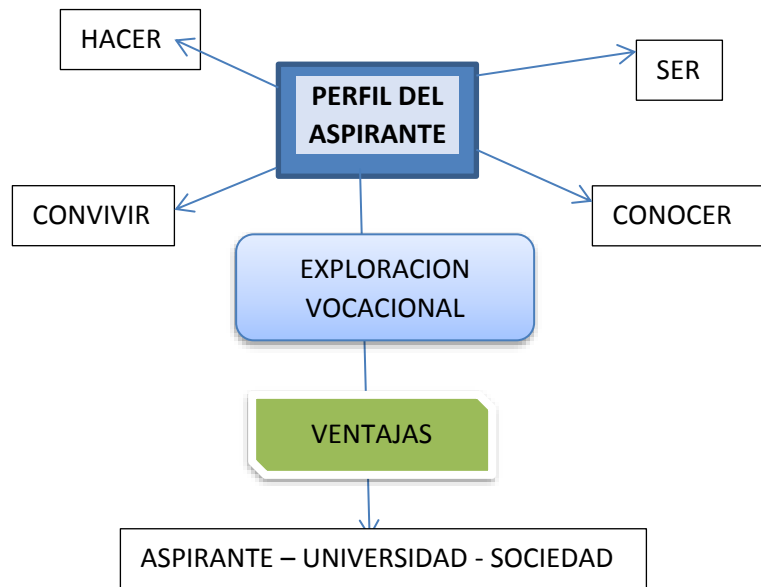 HACER
SER
PERFIL DEL
ASPIRANTE
CONVIVIR
CONOCER
EXPLORACION
VOCACIONAL
VENTAJAS
ASPIRANTE – UNIVERSIDAD - SOCIEDAD